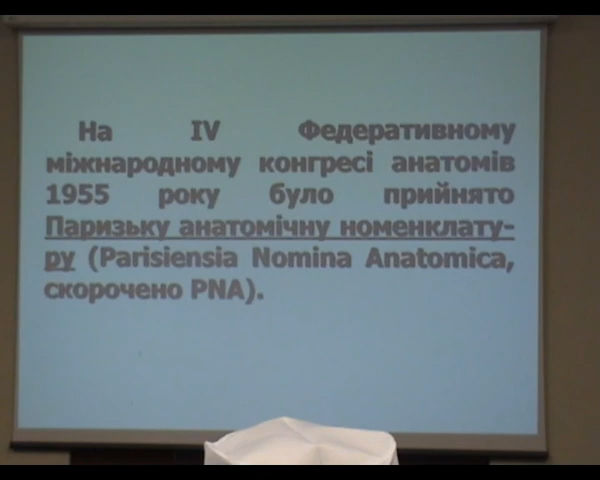 На IV Федеративному
міжнародному конгресі анатомів
1955 року було прийнято
Паризьку анатомічну номенклату-
ру (Parisiensia Nomina Anatomica,
скорочено PNA).